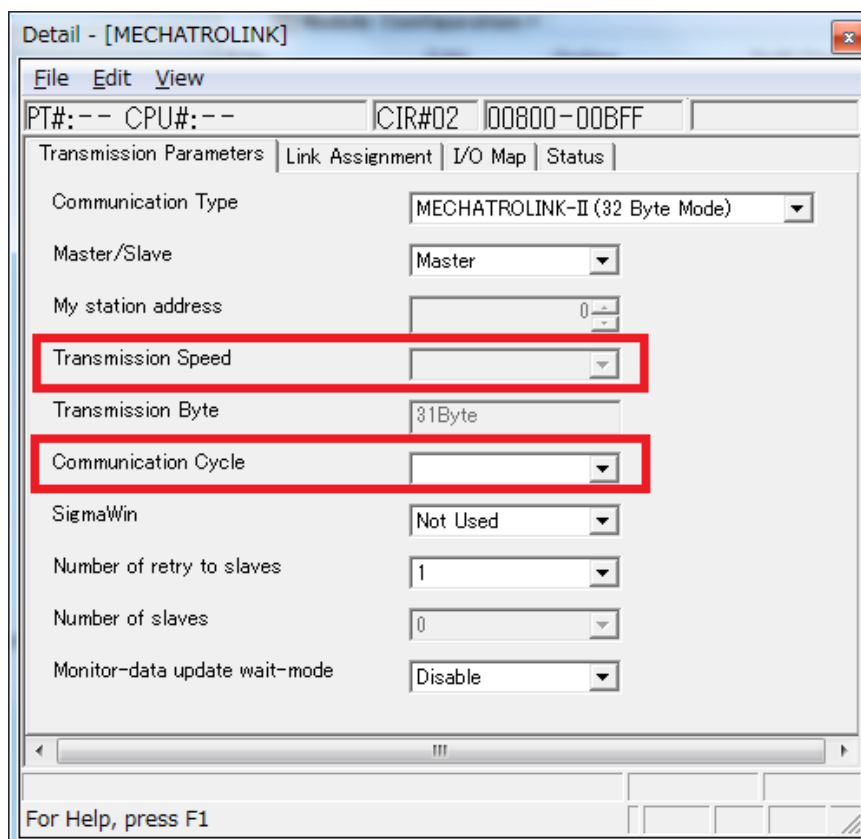 Detail - [MECHATROLINK]
File Edit View
PT#:-- CPU#:-- CIR#02 00800-00BFF
Transmission Parameters Link Assignment I/O Map Status
Communication Type MECHATROLINK-II (32 Byte Mode)
Master/Slave Master
My station address 0
Transmission Speed
Transmission Byte 31Byte
Communication Cycle
SigmaWin Not Used
Number of retry to slaves 1
Number of slaves 0
Monitor-data update wait-mode Disable
For Help, press F1